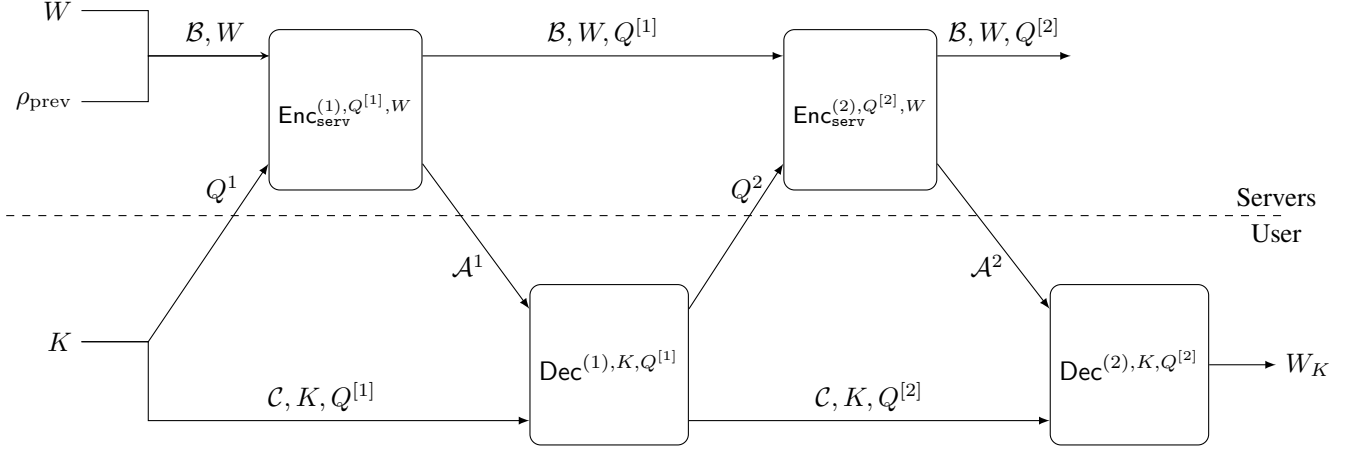 W
ρ_prev
𝓑, W
Enc_serv^{(1),Q^{[1]},W}
𝓑, W, Q^{[1]}
Enc_serv^{(2),Q^{[2]},W}
𝓑, W, Q^{[2]}
Q^1
Q^2
Servers
User
𝓐^1
𝓐^2
K
𝓒, K, Q^{[1]}
Dec^{(1),K,Q^{[1]}}
𝓒, K, Q^{[2]}
Dec^{(2),K,Q^{[2]}}
W_K